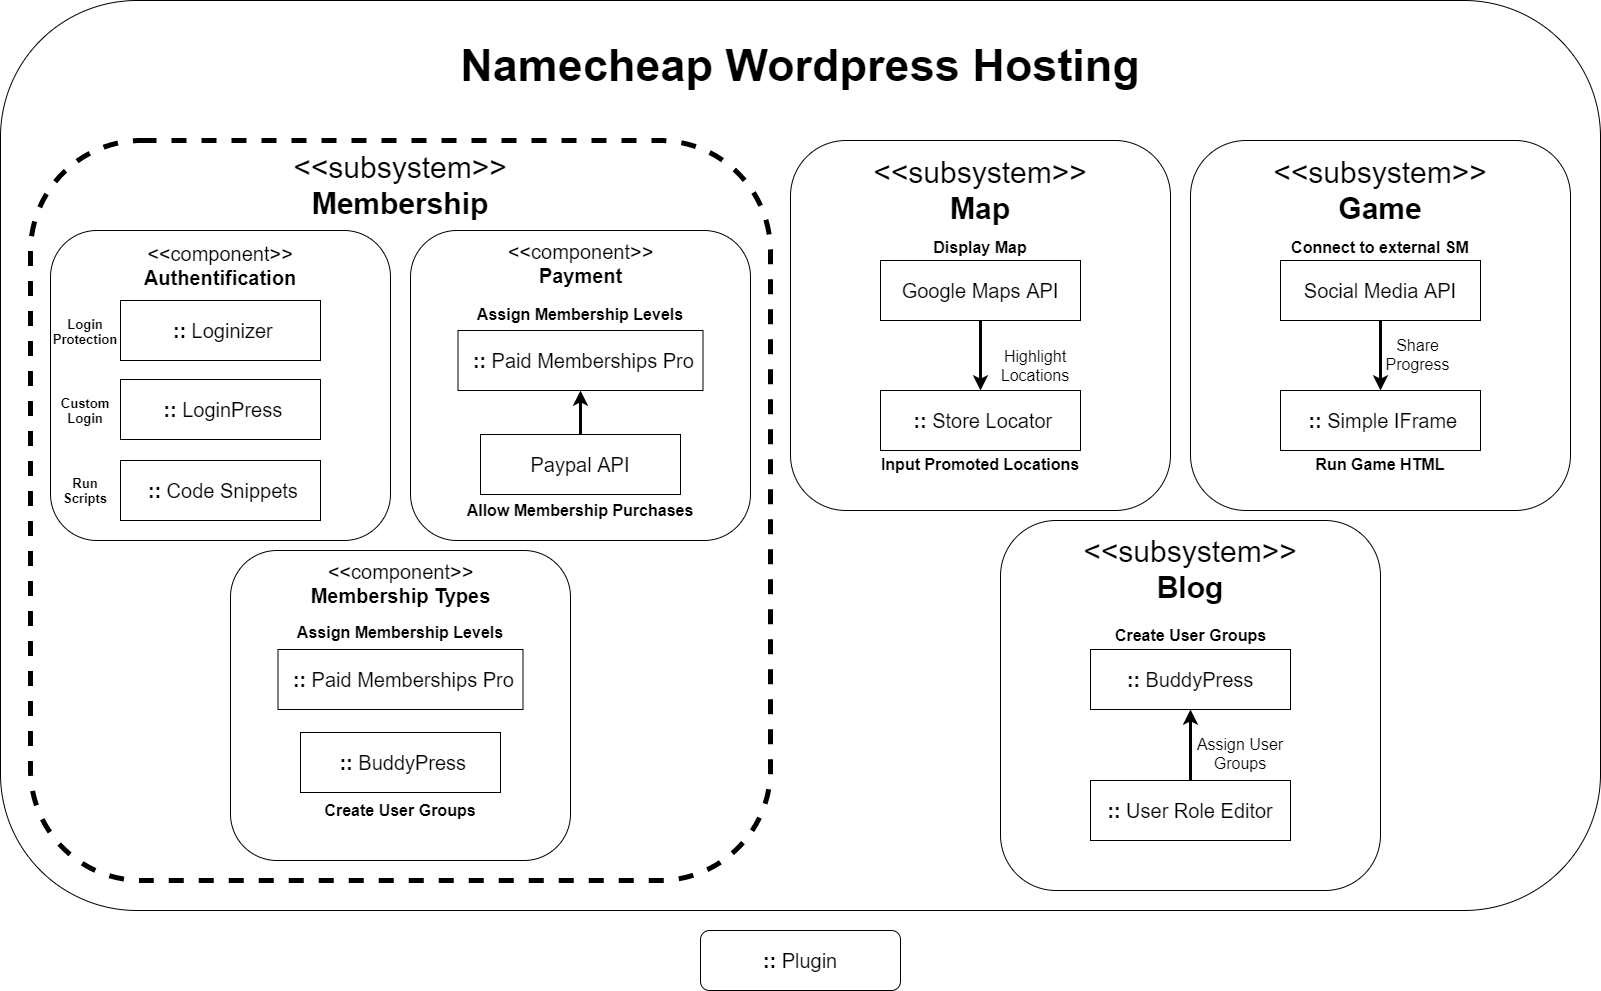 Namecheap Wordpress Hosting
<<subsystem>>
Membership
<<component>>
Authentification
Login
Protection
:: Loginizer
Custom
Login
:: LoginPress
Run
Scripts
:: Code Snippets
<<component>>
Payment
Assign Membership Levels
:: Paid Memberships Pro
Paypal API
Allow Membership Purchases
<<component>>
Membership Types
Assign Membership Levels
:: Paid Memberships Pro
:: BuddyPress
Create User Groups
<<subsystem>>
Map
Display Map
Google Maps API
Highlight
Locations
:: Store Locator
Input Promoted Locations
<<subsystem>>
Game
Connect to external SM
Social Media API
Share
Progress
:: Simple IFrame
Run Game HTML
<<subsystem>>
Blog
Create User Groups
:: BuddyPress
Assign User
Groups
:: User Role Editor
:: Plugin